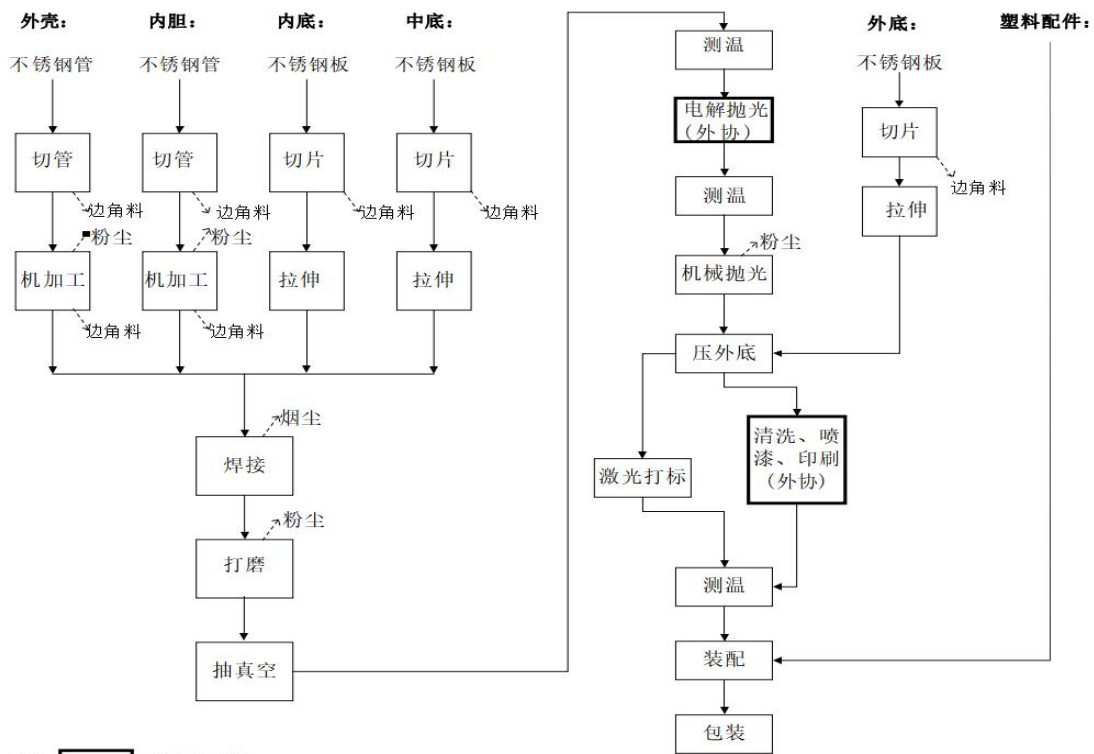 外壳：
内胆：
内底：
中底：
外底：
塑料配件：
不锈钢管
不锈钢管
不锈钢板
不锈钢板
不锈钢板
切管
切管
切片
切片
切片
边角料
边角料
边角料
边角料
边角料
粉尘
粉尘
机加工
机加工
拉伸
拉伸
拉伸
边角料
边角料
烟尘
焊接
粉尘
打磨
抽真空
测温
电解抛光
（外协）
测温
粉尘
机械抛光
压外底
激光打标
清洗、喷
漆、印刷
（外协）
测温
装配
包装